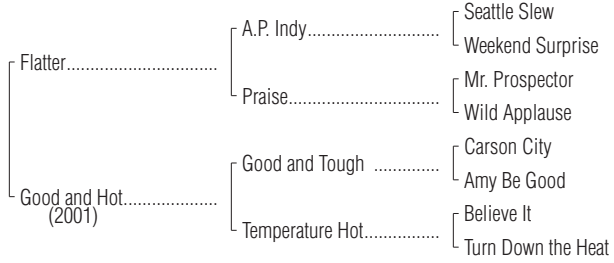 Seattle Slew
A.P. Indy............................
Weekend Surprise
Flatter................................
Mr. Prospector
Praise................................
Wild Applause
Carson City
Good and Tough ..............
Amy Be Good
Good and Hot....................
(2001)
Believe It
Temperature Hot................
Turn Down the Heat